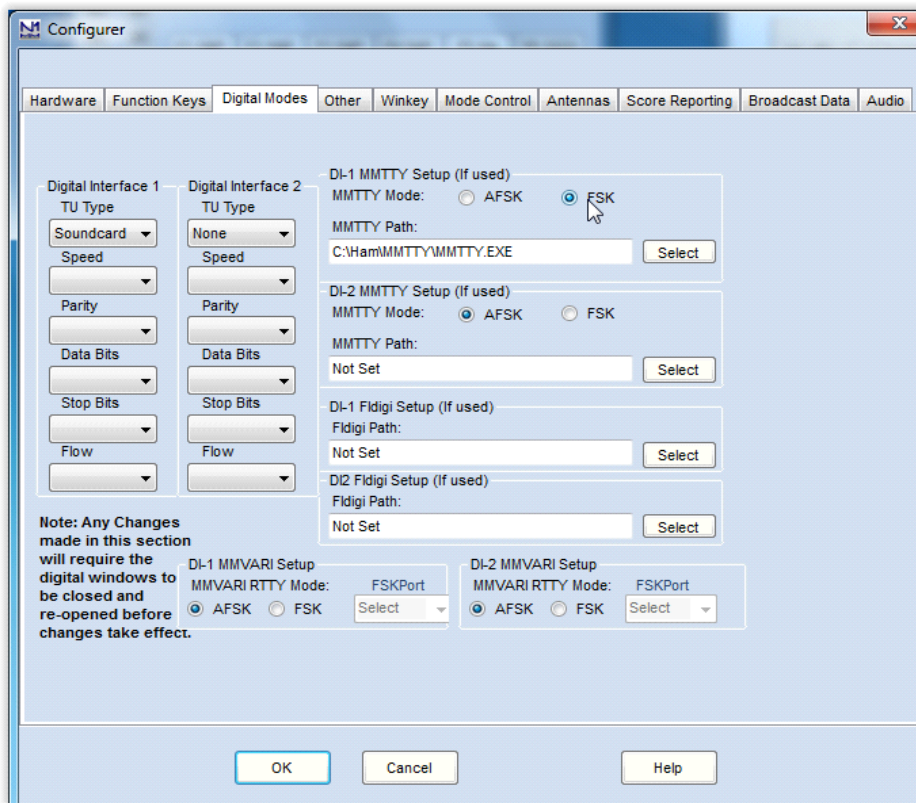 N1 Configurer
Hardware Function Keys Digital Modes Other Winkey Mode Control Antennas Score Reporting Broadcast Data Audio
Digital Interface 1
TU Type
Soundcard
Speed
Parity
Data Bits
Stop Bits
Flow
Digital Interface 2
TU Type
None
Speed
Parity
Data Bits
Stop Bits
Flow
DI-1 MMTTY Setup (If used)
MMTTY Mode: AFSK FSK
MMTTY Path:
C:\Ham\MMTTY\MMTTY.EXE Select
DI-2 MMTTY Setup (If used)
MMTTY Mode: AFSK FSK
MMTTY Path:
Not Set Select
DI-1 Fldigi Setup (If used)
Fldigi Path:
Not Set Select
DI2 Fldigi Setup (If used)
Fldigi Path:
Not Set Select
Note: Any Changes
made in this section
will require the
digital windows to
be closed and
re-opened before
changes take effect.
DI-1 MMVARI Setup
MMVARI RTTY Mode: FSKPort
AFSK FSK Select
DI-2 MMVARI Setup
MMVARI RTTY Mode: FSKPort
AFSK FSK Select
OK Cancel Help